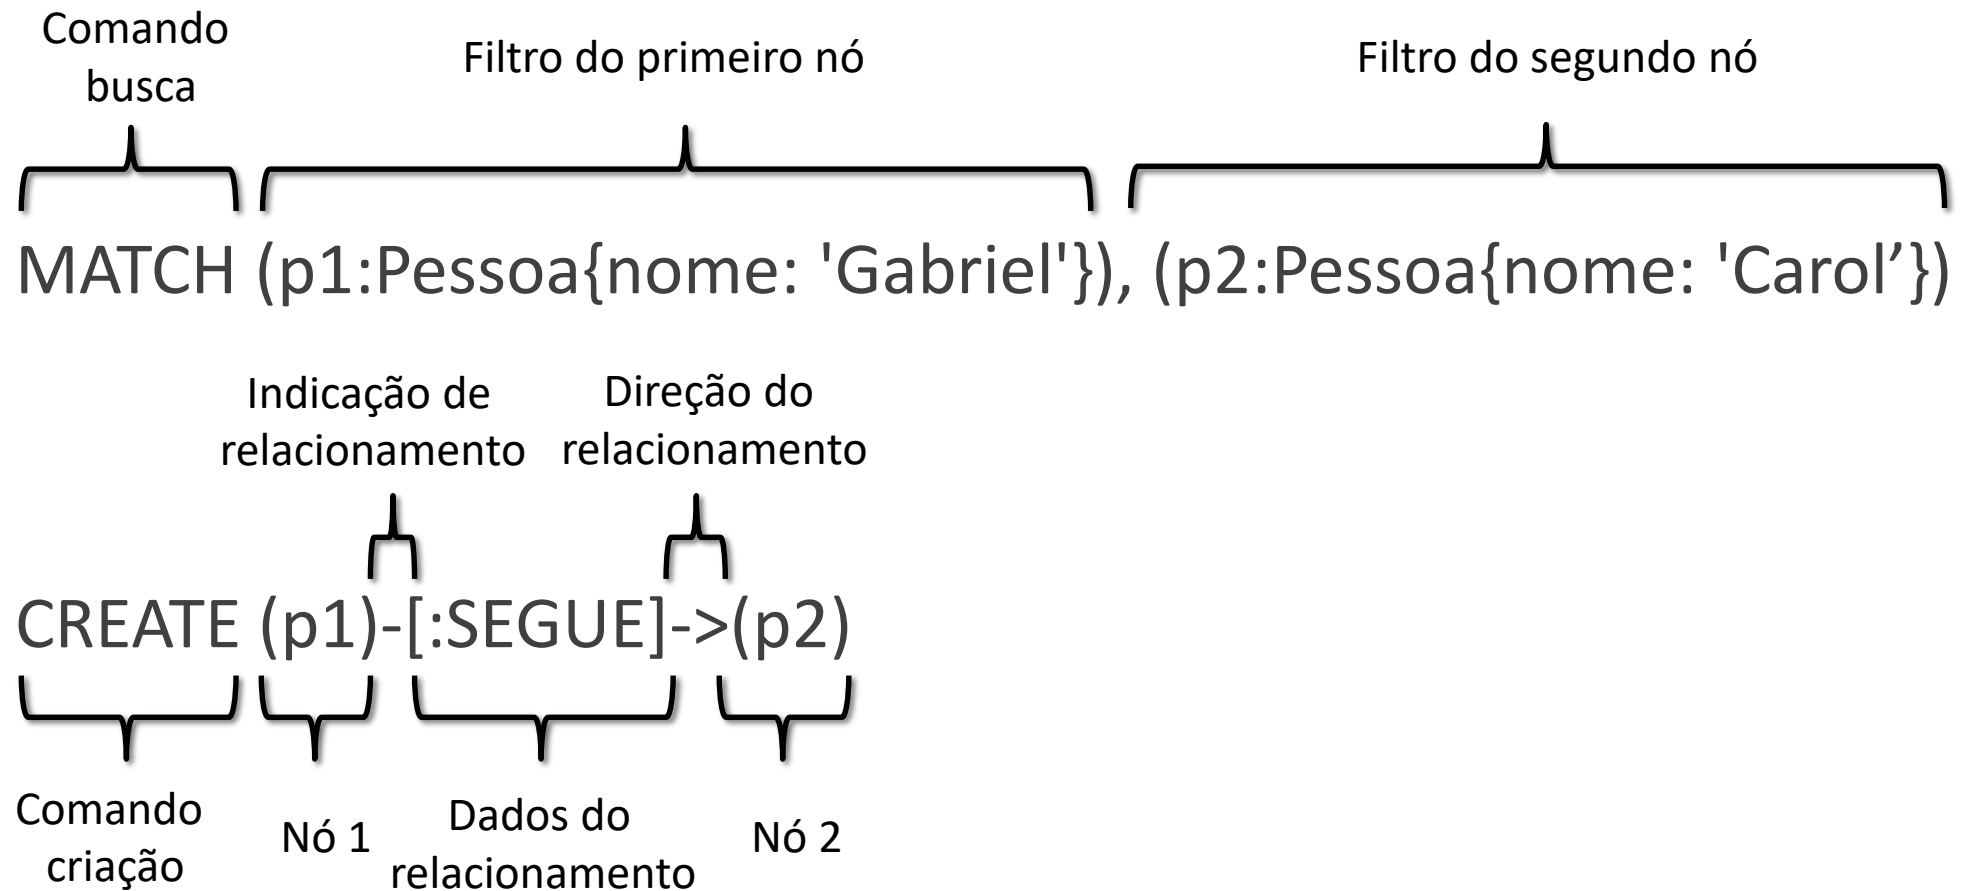 Comando
busca
Filtro do primeiro nó
Filtro do segundo nó
MATCH (p1:Pessoa{nome: 'Gabriel'}), (p2:Pessoa{nome: 'Carol’})
Indicação de
relacionamento
Direção do
relacionamento
CREATE (p1)-[:SEGUE]->(p2)
Comando
criação
Nó 1
Dados do
relacionamento
Nó 2